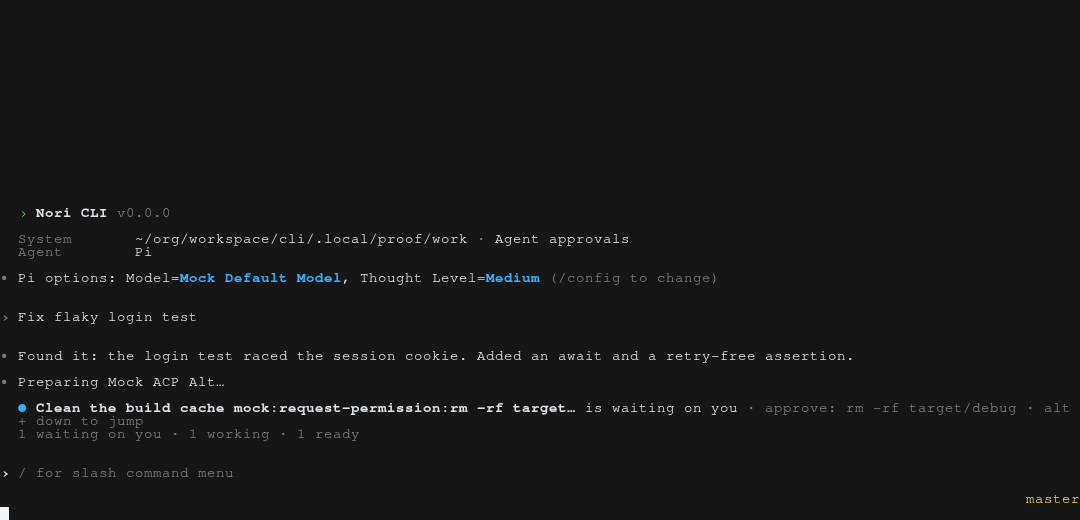 › Nori CLI v0.0.0
System ~/org/workspace/cli/.local/proof/work · Agent approvals
Agent Pi
• Pi options: Model=Mock Default Model, Thought Level=Medium (/config to change)
› Fix flaky login test
• Found it: the login test raced the session cookie. Added an await and a retry-free assertion.
• Preparing Mock ACP Alt…
● Clean the build cache mock:request-permission:rm -rf target… is waiting on you · approve: rm -rf target/debug · alt
+ down to jump
1 waiting on you · 1 working · 1 ready
› / for slash command menu
master